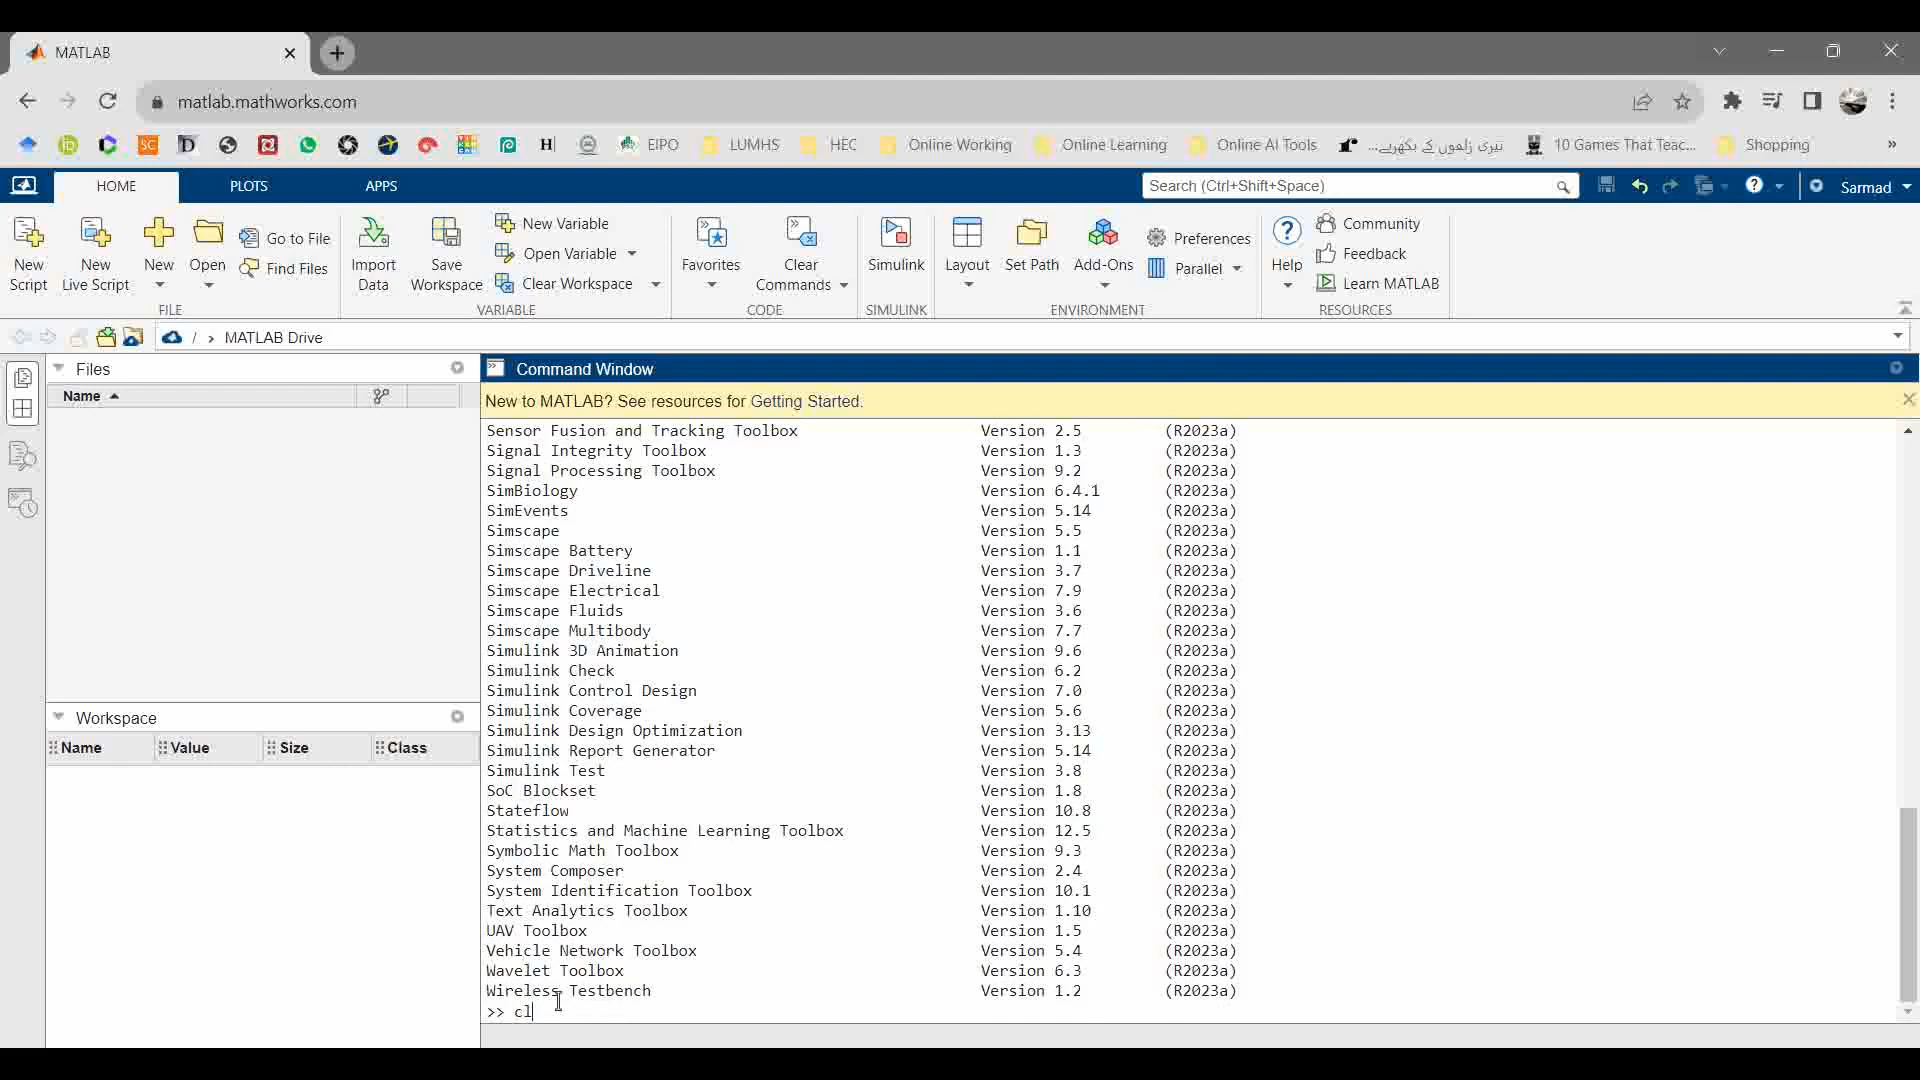 MATLAB
matlab.mathworks.com
iD SC D H EIPO LUMHS HEC Online Working Online Learning Online AI Tools تیری زلفوں کے بکھرنے... 10 Games That Teac... Shopping »
HOME PLOTS APPS Search (Ctrl+Shift+Space) Sarmad
New Script
New Live Script
New
Open
Go to File
Find Files
FILE
Import Data
Save Workspace
New Variable
Open Variable
Clear Workspace
VARIABLE
Favorites
Clear Commands
CODE
Simulink
SIMULINK
Layout
Set Path
Add-Ons
Preferences
Parallel
ENVIRONMENT
Help
Community
Feedback
Learn MATLAB
RESOURCES
/ › MATLAB Drive
Files
Name
Workspace
Name Value Size Class
Command Window
New to MATLAB? See resources for Getting Started.
Sensor Fusion and Tracking Toolbox Version 2.5 (R2023a)
Signal Integrity Toolbox Version 1.3 (R2023a)
Signal Processing Toolbox Version 9.2 (R2023a)
SimBiology Version 6.4.1 (R2023a)
SimEvents Version 5.14 (R2023a)
Simscape Version 5.5 (R2023a)
Simscape Battery Version 1.1 (R2023a)
Simscape Driveline Version 3.7 (R2023a)
Simscape Electrical Version 7.9 (R2023a)
Simscape Fluids Version 3.6 (R2023a)
Simscape Multibody Version 7.7 (R2023a)
Simulink 3D Animation Version 9.6 (R2023a)
Simulink Check Version 6.2 (R2023a)
Simulink Control Design Version 7.0 (R2023a)
Simulink Coverage Version 5.6 (R2023a)
Simulink Design Optimization Version 3.13 (R2023a)
Simulink Report Generator Version 5.14 (R2023a)
Simulink Test Version 3.8 (R2023a)
SoC Blockset Version 1.8 (R2023a)
Stateflow Version 10.8 (R2023a)
Statistics and Machine Learning Toolbox Version 12.5 (R2023a)
Symbolic Math Toolbox Version 9.3 (R2023a)
System Composer Version 2.4 (R2023a)
System Identification Toolbox Version 10.1 (R2023a)
Text Analytics Toolbox Version 1.10 (R2023a)
UAV Toolbox Version 1.5 (R2023a)
Vehicle Network Toolbox Version 5.4 (R2023a)
Wavelet Toolbox Version 6.3 (R2023a)
Wireless Testbench Version 1.2 (R2023a)
>> cl